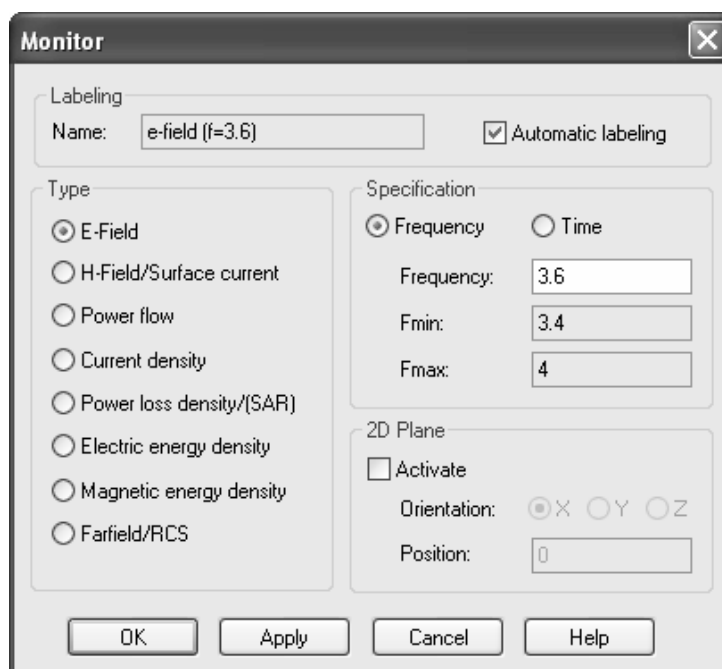 Monitor
Labeling
Name: e-field (f=3.6) Automatic labeling
Type
E-Field
H-Field/Surface current
Power flow
Current density
Power loss density/(SAR)
Electric energy density
Magnetic energy density
Farfield/RCS
Specification
Frequency Time
Frequency: 3.6
Fmin: 3.4
Fmax: 4
2D Plane
Activate
Orientation: X Y Z
Position: 0
OK Apply Cancel Help